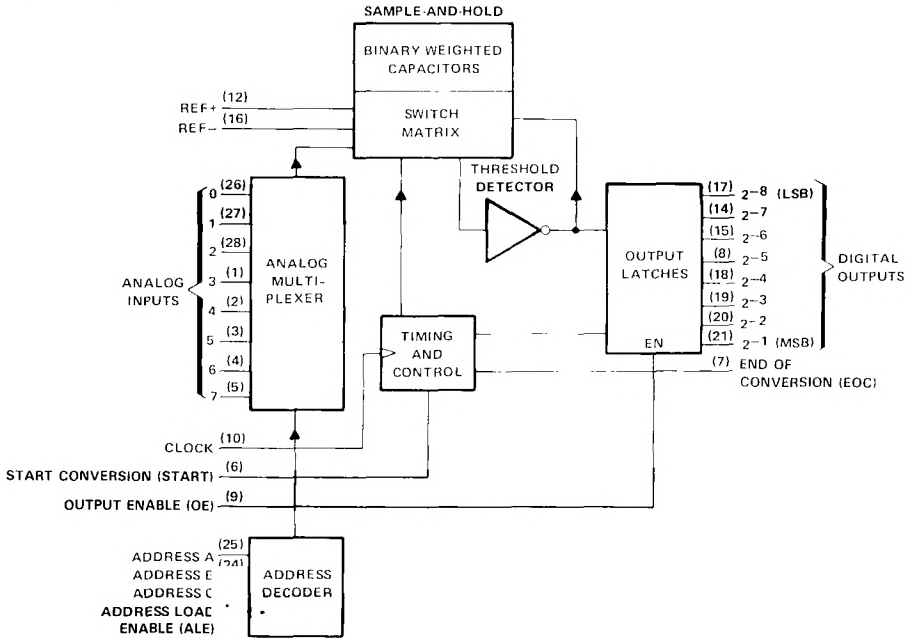 SAMPLE-AND-HOLD
BINARY WEIGHTED
CAPACITORS
SWITCH
MATRIX
REF+ (12)
REF– (16)
THRESHOLD
DETECTOR
ANALOG
INPUTS
0 (26)
1 (27)
2 (28)
3 (1)
4 (2)
5 (3)
6 (4)
7 (5)
ANALOG
MULTI-
PLEXER
TIMING
AND
CONTROL
OUTPUT
LATCHES
EN
(17) 2–8 (LSB)
(14) 2–7
(15) 2–6
(8) 2–5
(18) 2–4
(19) 2–3
(20) 2–2
(21) 2–1 (MSB)
DIGITAL
OUTPUTS
(7) END OF
CONVERSION (EOC)
CLOCK (10)
START CONVERSION (START) (6)
OUTPUT ENABLE (OE) (9)
ADDRESS A (25)
(24)
ADDRESS
ADDRESS
ADDRESS LOAD
ENABLE (ALE)
ADDRESS
DECODER